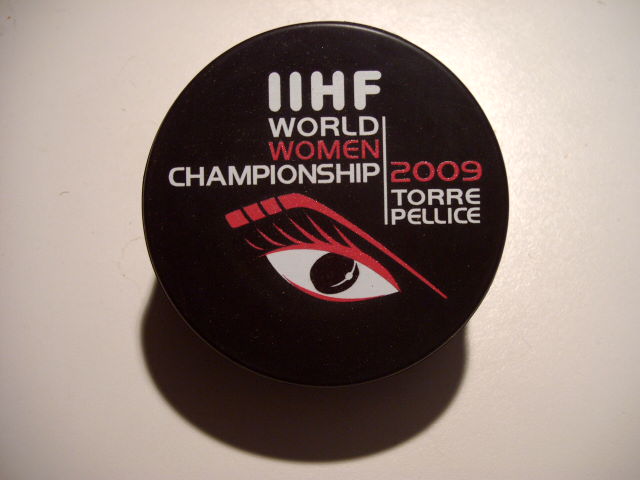 IIHF
WORLD
WOMEN
CHAMPIONSHIP
2009
TORRE
PELLICE